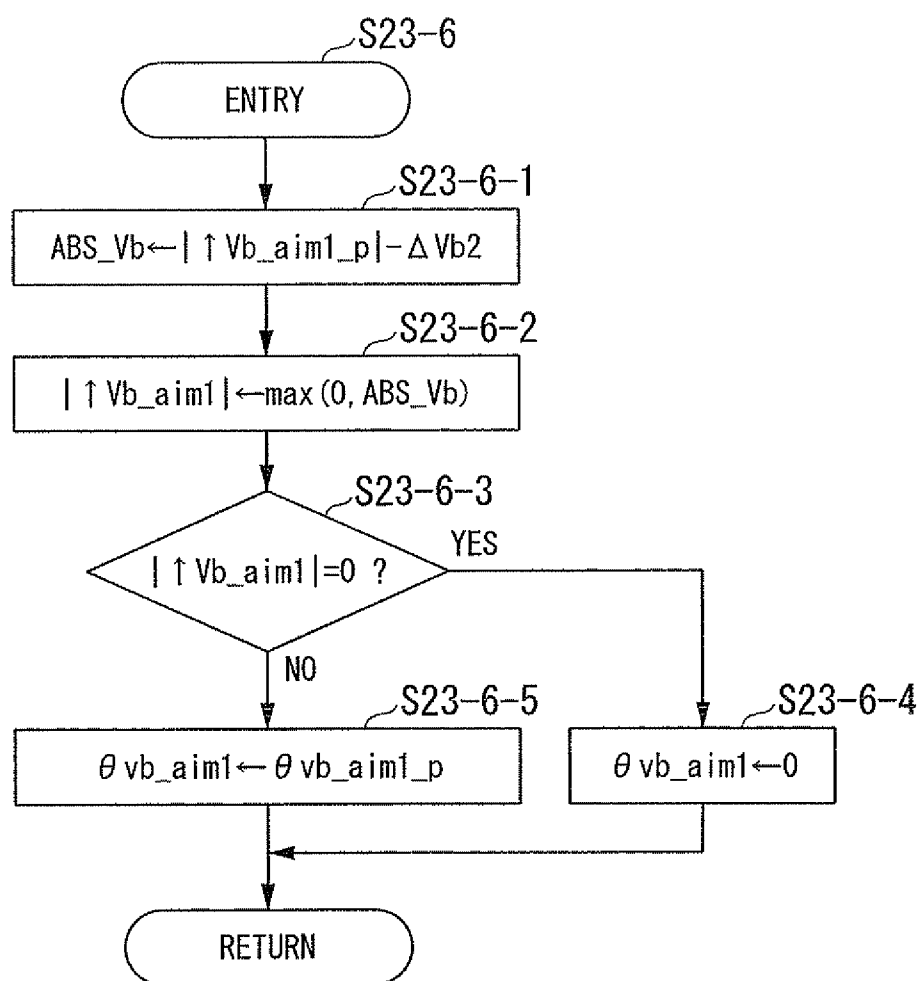 S23-6
ENTRY
S23-6-1
ABS_Vb←|↑Vb_aim1_p|-ΔVb2
S23-6-2
|↑Vb_aim1|←max(0,ABS_Vb)
S23-6-3
|↑Vb_aim1|=0 ?
YES
NO
S23-6-5
θvb_aim1←θvb_aim1_p
S23-6-4
θvb_aim1←0
RETURN